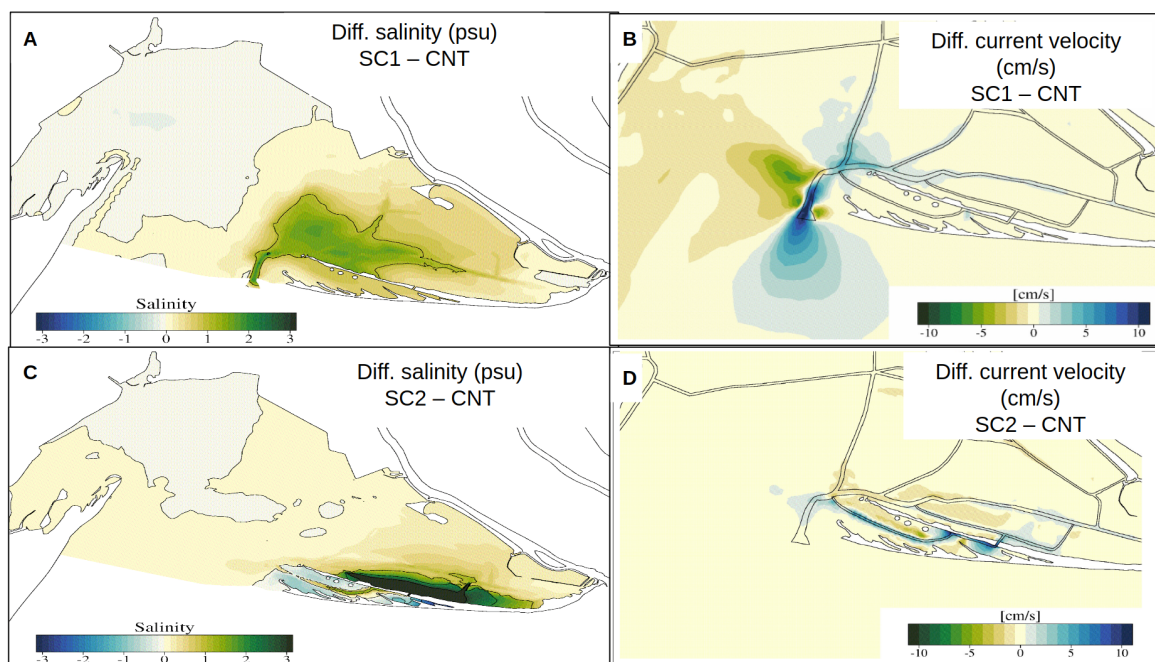 A
Diff. salinity (psu)
SC1 – CNT
Salinity
-3 -2 -1 0 1 2 3
B
Diff. current velocity
(cm/s)
SC1 – CNT
[cm/s]
-10 -5 0 5 10
C
Diff. salinity (psu)
SC2 – CNT
Salinity
-3 -2 -1 0 1 2 3
D
Diff. current velocity
(cm/s)
SC2 – CNT
[cm/s]
-10 -5 0 5 10